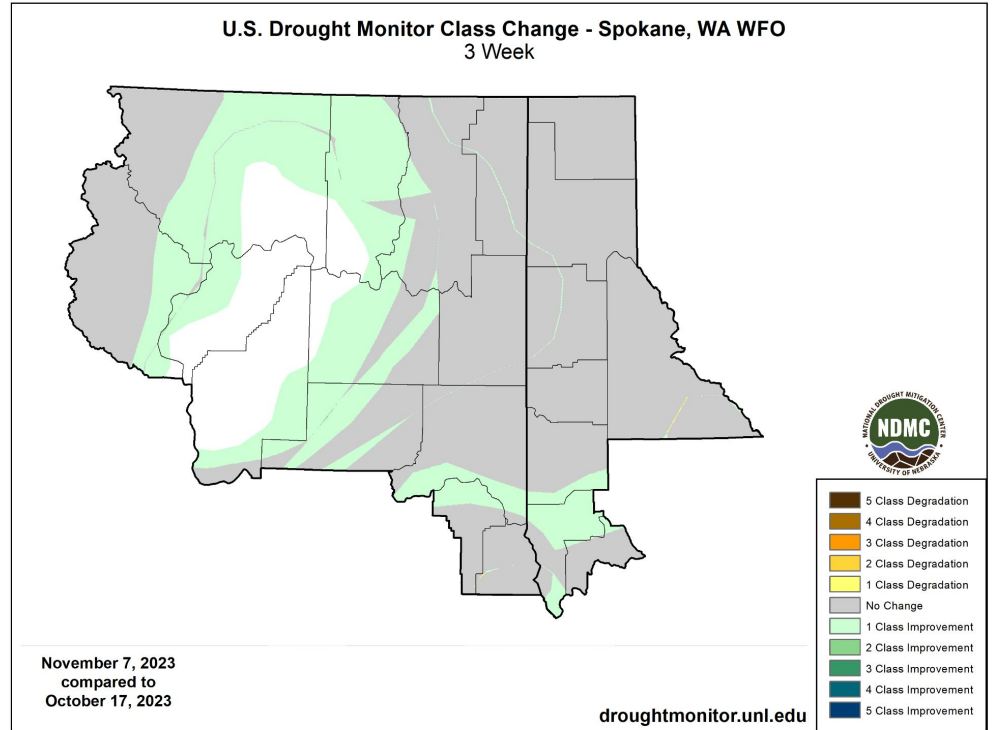 U.S. Drought Monitor Class Change - Spokane, WA WFO
3 Week
NATIONAL DROUGHT MITIGATION CENTER
NDMC
UNIVERSITY OF NEBRASKA
5 Class Degradation
4 Class Degradation
3 Class Degradation
2 Class Degradation
1 Class Degradation
No Change
1 Class Improvement
2 Class Improvement
3 Class Improvement
4 Class Improvement
5 Class Improvement
November 7, 2023
compared to
October 17, 2023
droughtmonitor.unl.edu